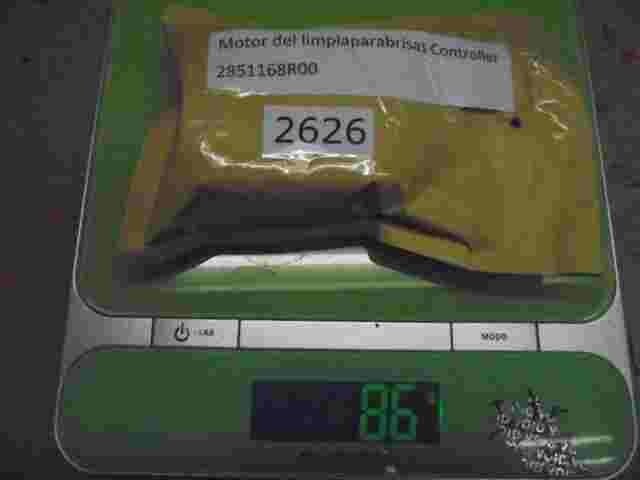 Motor del limpiaparabrisas Controller
2851168R00
2626
MODO
86